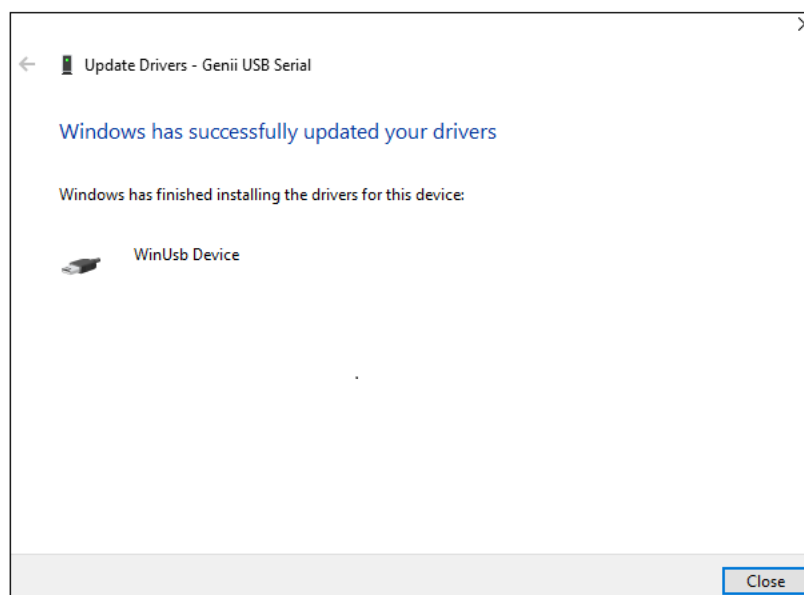 Update Drivers - Genii USB Serial
Windows has successfully updated your drivers
Windows has finished installing the drivers for this device:
WinUsb Device
Close